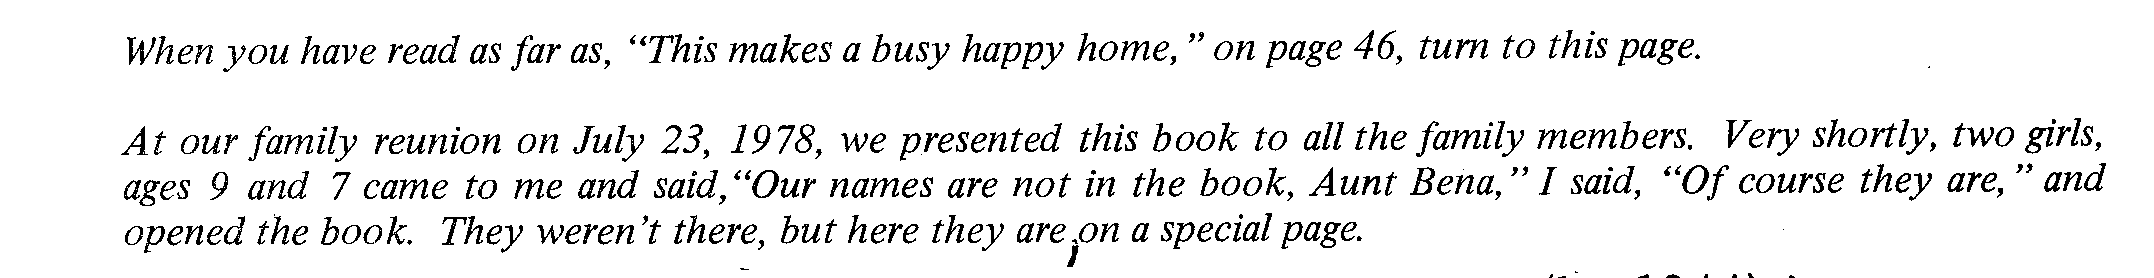 When you have read as far as, “This makes a busy happy home,” on page 46, turn to this page.
At our family reunion on July 23, 1978, we presented this book to all the family members. Very shortly, two girls,
ages 9 and 7 came to me and said,“Our names are not in the book, Aunt Bena,” I said, “Of course they are,” and
opened the book. They weren't there, but here they are, on a special page.